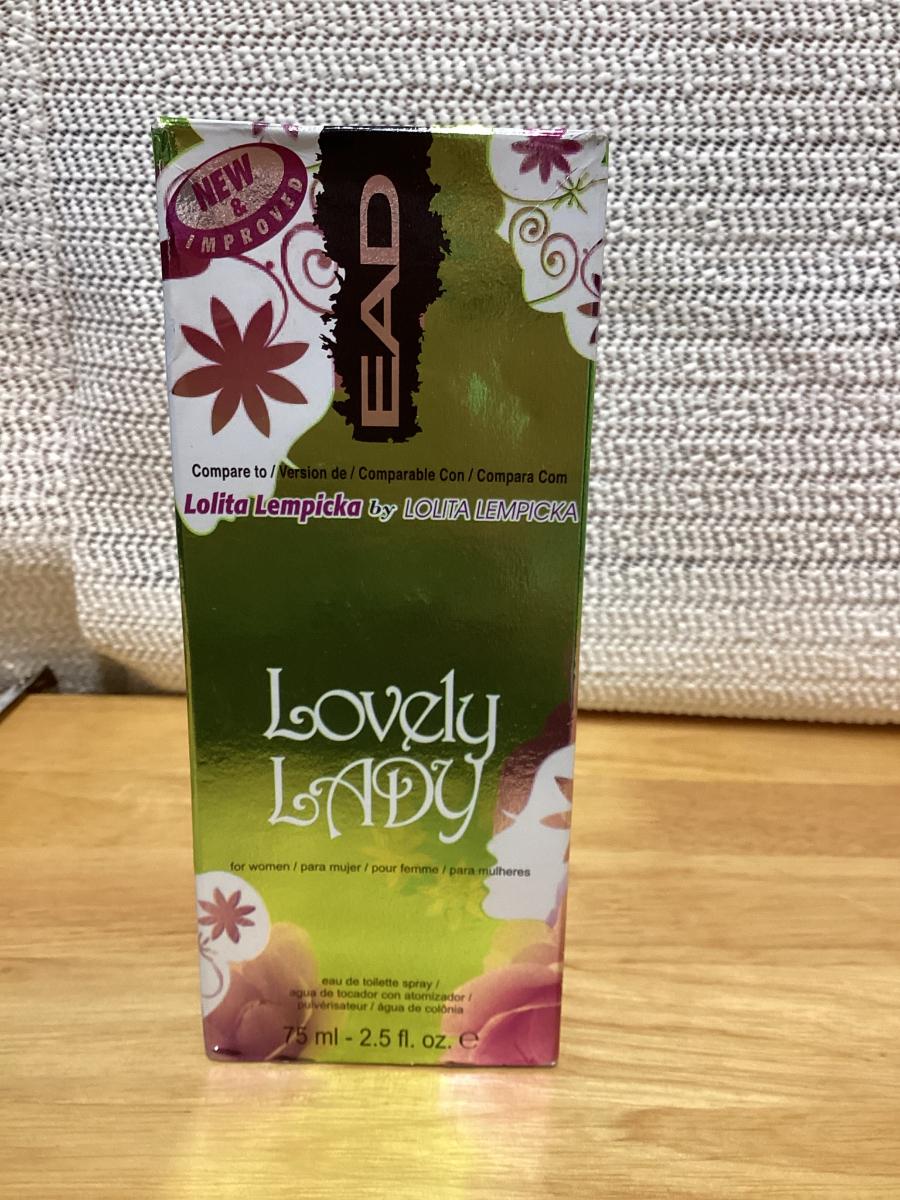 NEW
&
IMPROVED
EAD
Compare to / Version de / Comparable Con / Compara Com
Lolita Lempicka by LOLITA LEMPICKA
Lovely
LADY
for women / para mujer / pour femme / para mulheres
eau de toilette spray /
agua de tocador con atomizador /
pulvérisateur / água de colônia
75 ml - 2.5 fl. oz. ℮